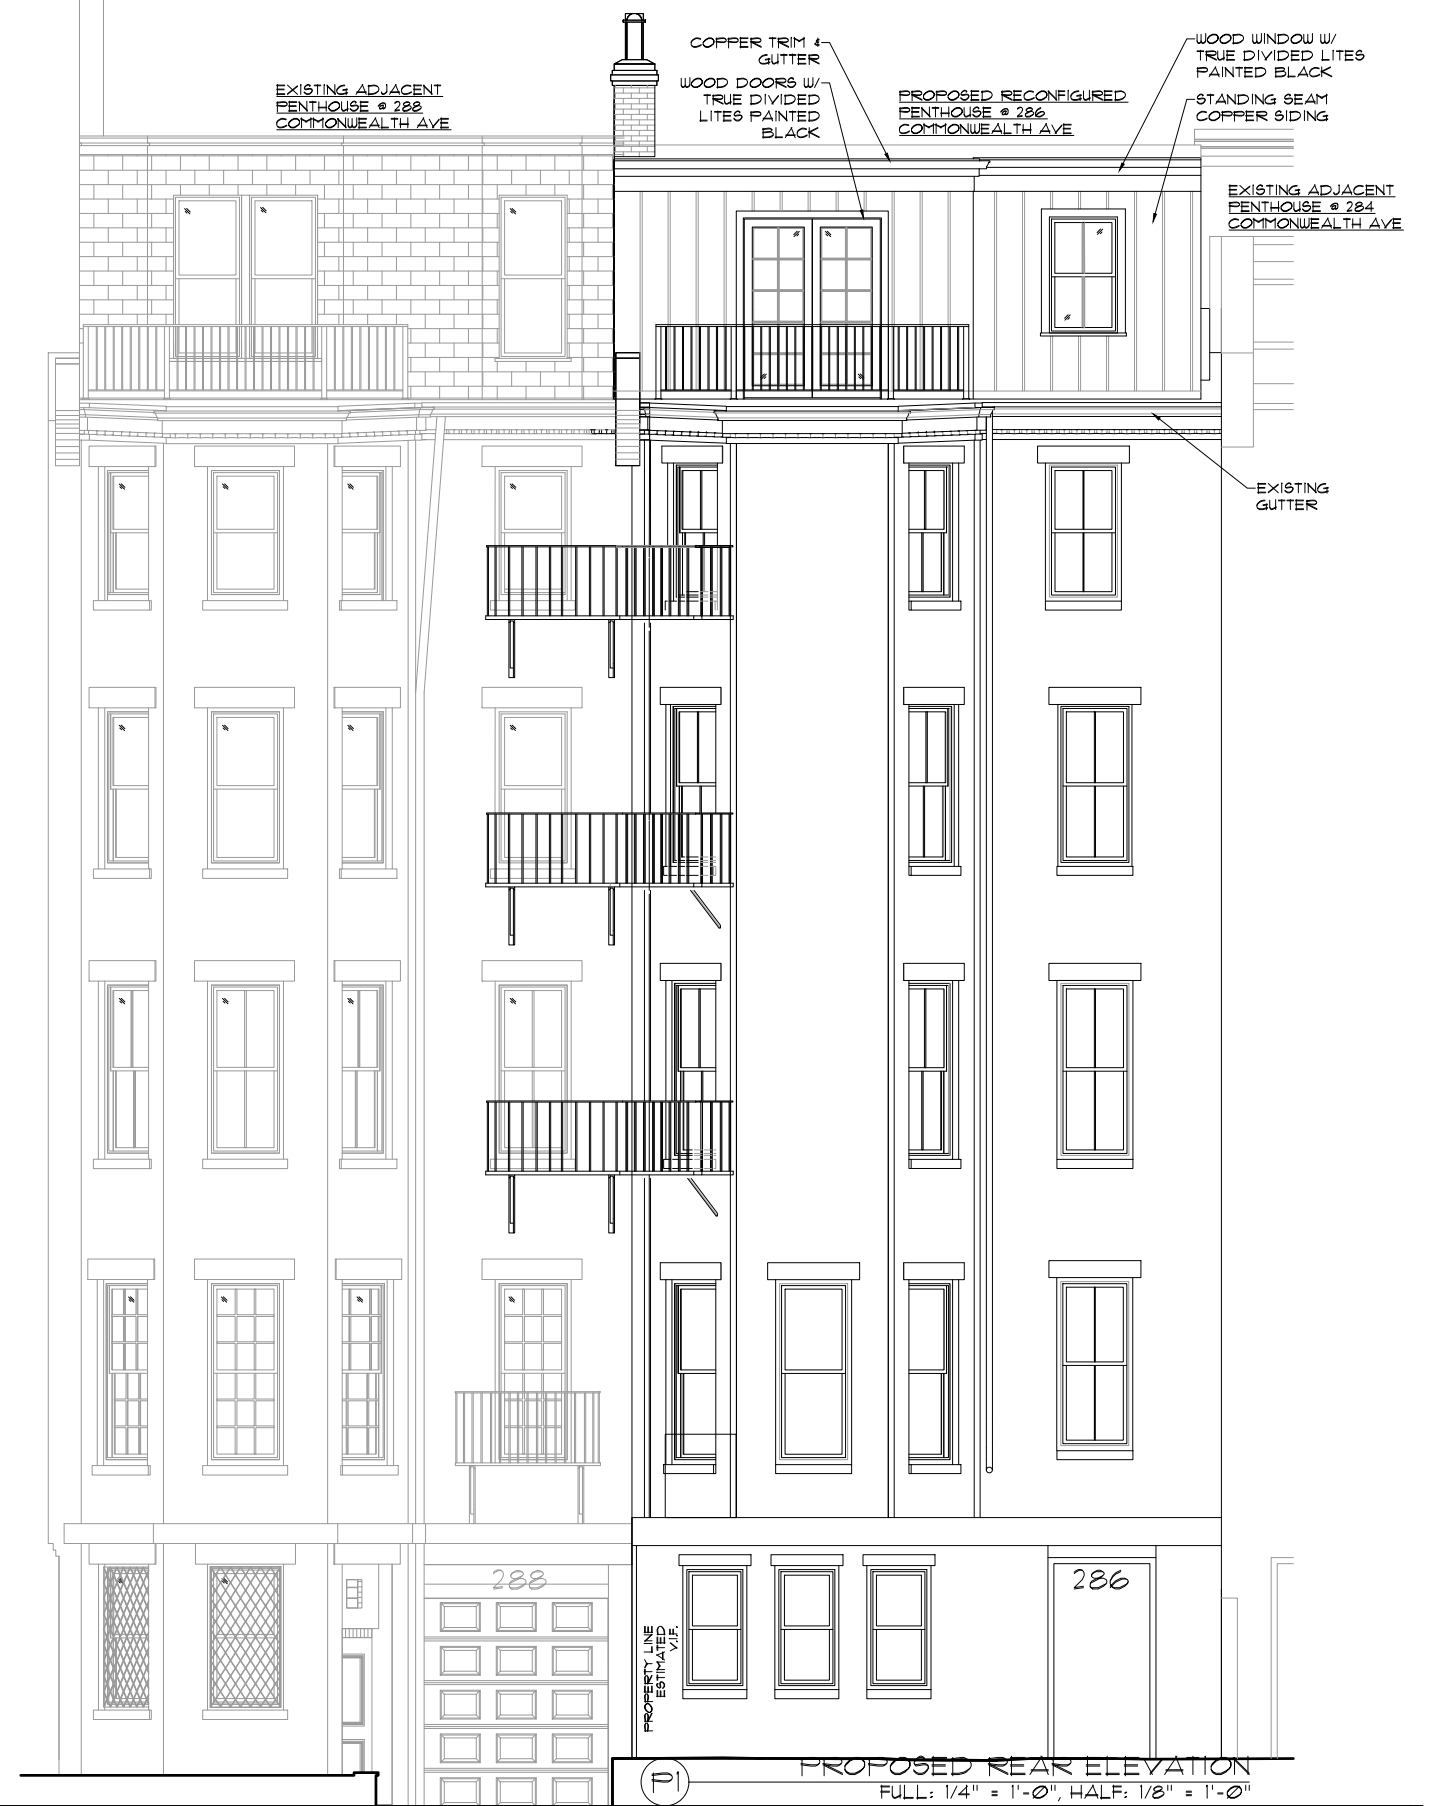 COPPER TRIM &
GUTTER
WOOD DOORS W/
TRUE DIVIDED
LITES PAINTED
BLACK
WOOD WINDOW W/
TRUE DIVIDED LITES
PAINTED BLACK
STANDING SEAM
COPPER SIDING
EXISTING ADJACENT
PENTHOUSE @ 288
COMMONWEALTH AVE
PROPOSED RECONFIGURED
PENTHOUSE @ 286
COMMONWEALTH AVE
EXISTING ADJACENT
PENTHOUSE @ 284
COMMONWEALTH AVE
EXISTING
GUTTER
288
286
PROPERTY LINE
ESTIMATED
V.I.F.
P1
PROPOSED REAR ELEVATION
FULL: 1/4" = 1'-0", HALF: 1/8" = 1'-0"